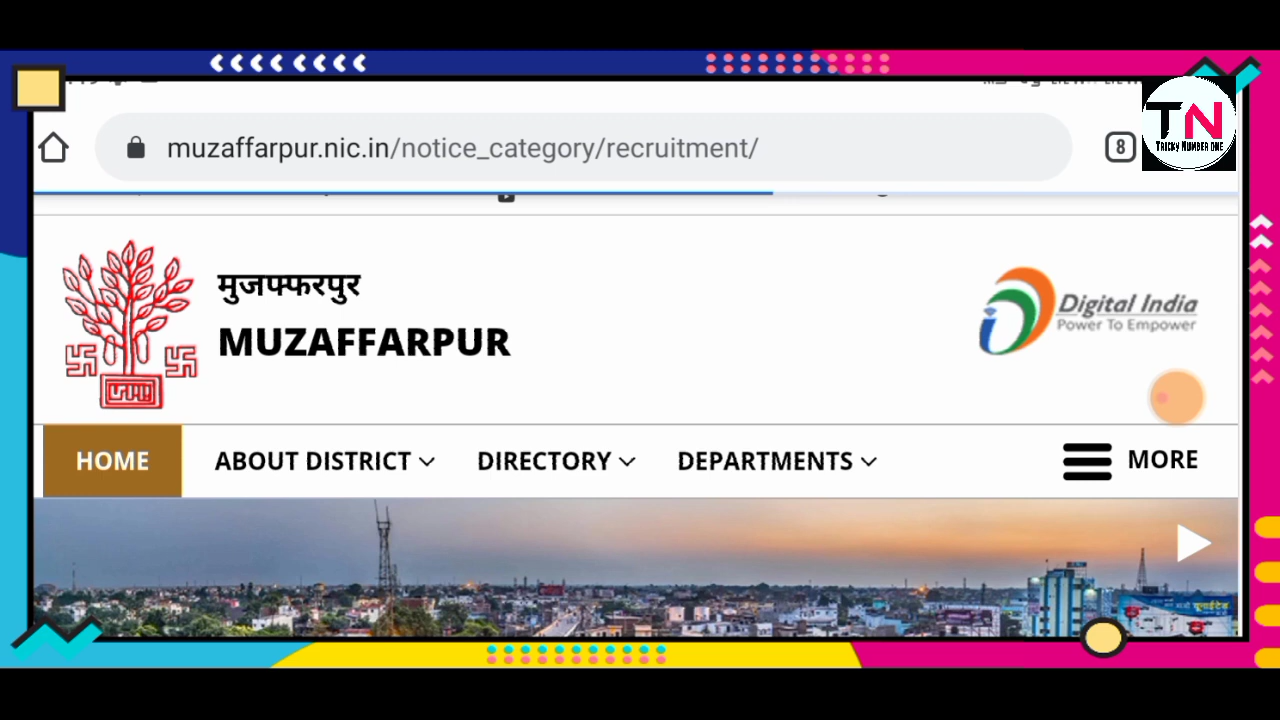 muzaffarpur.nic.in/notice_category/recruitment/
8
TN
TRICKY NUMBER ONE
मुजफ्फरपुर
MUZAFFARPUR
Digital India
Power To Empower
HOME
ABOUT DISTRICT
DIRECTORY
DEPARTMENTS
MORE